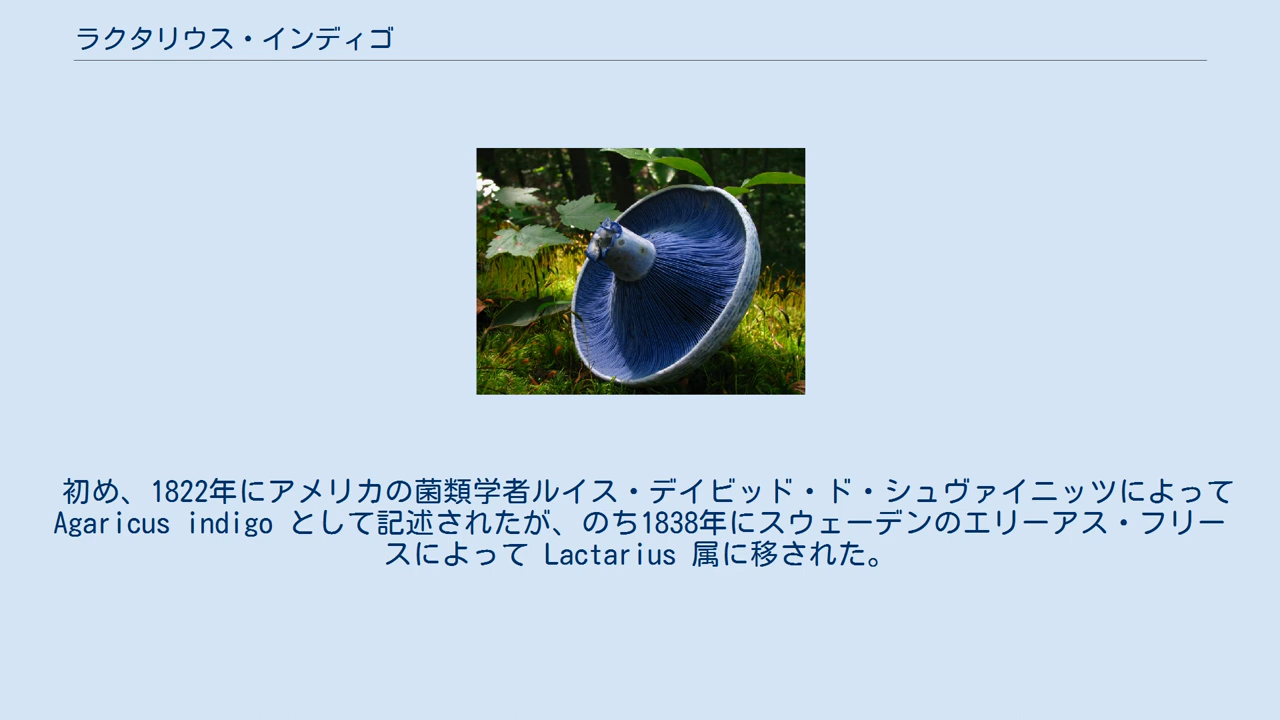 ラクタリウス・インディゴ
初め、1822年にアメリカの菌類学者ルイス・デイビッド・ド・シュヴァイニッツによって
Agaricus indigo として記述されたが、のち1838年にスウェーデンのエリーアス・フリー
スによって Lactarius 属に移された。